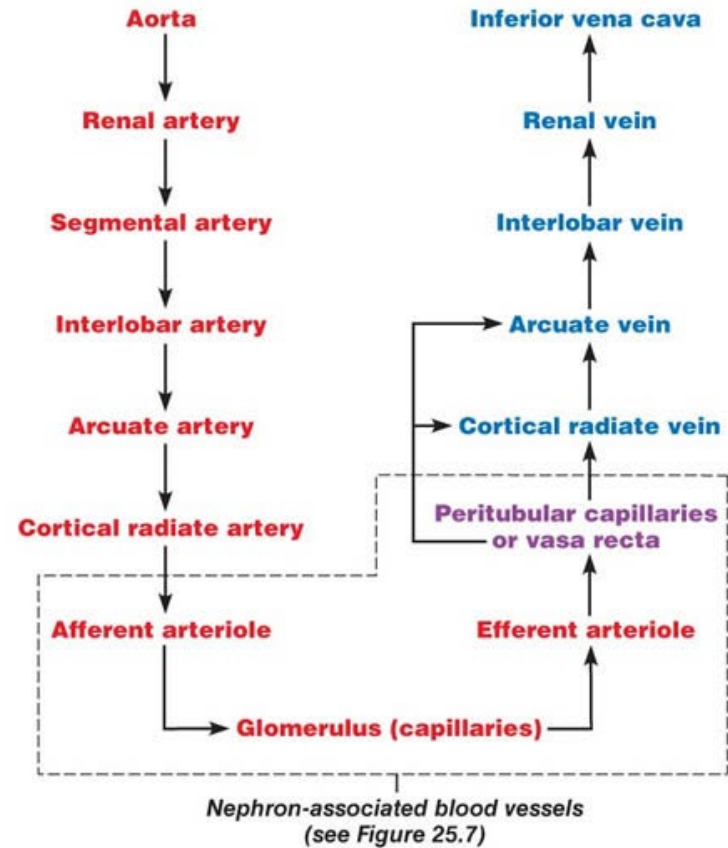 Aorta
Renal artery
Segmental artery
Interlobar artery
Arcuate artery
Cortical radiate artery
Afferent arteriole
Glomerulus (capillaries)
Efferent arteriole
Peritubular capillaries
or vasa recta
Cortical radiate vein
Arcuate vein
Interlobar vein
Renal vein
Inferior vena cava
Nephron-associated blood vessels
(see Figure 25.7)